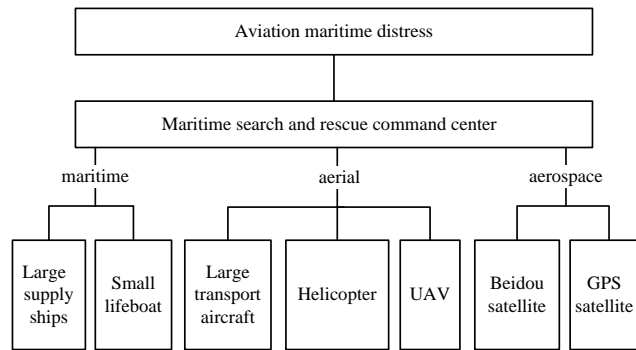 Aviation maritime distress
Maritime search and rescue command center
maritime
aerial
aerospace
Large
supply
ships
Small
lifeboat
Large
transport
aircraft
Helicopter
UAV
Beidou
satellite
GPS
satellite